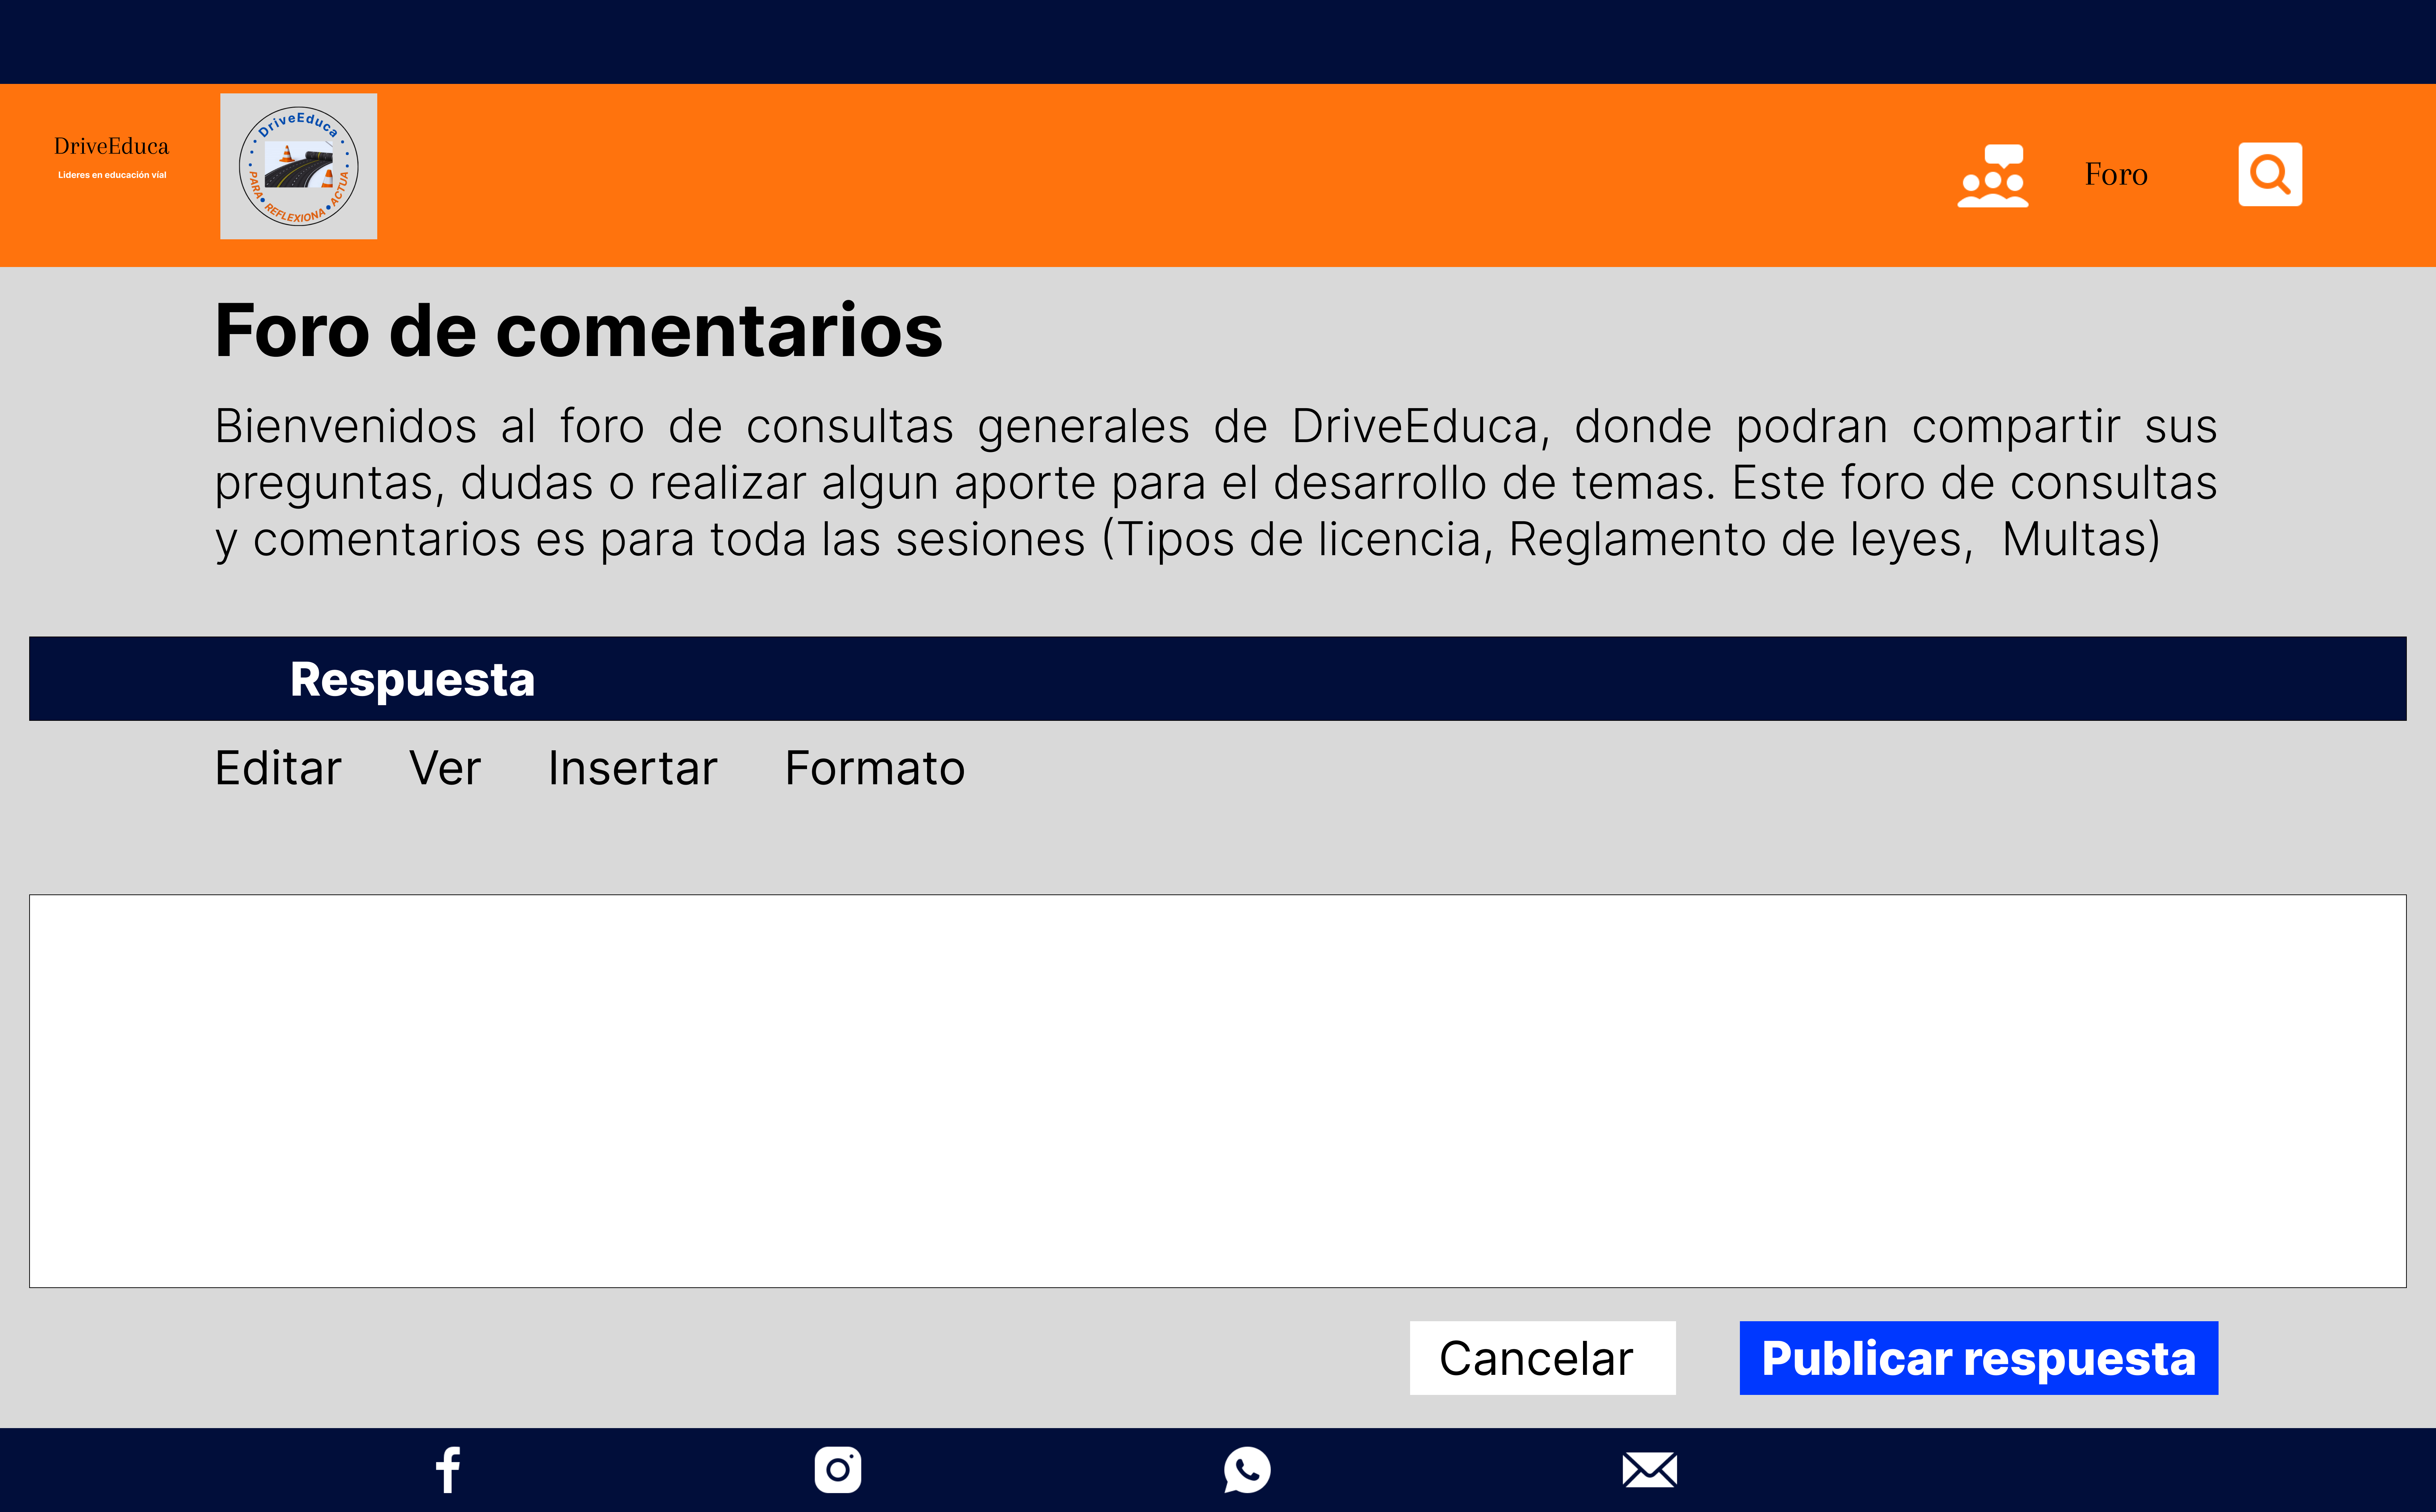 DriveEduca
Lideres en educación vial
DriveEduca
PARA • REFLEXIONA • ACTUA
Foro
Foro de comentarios
Bienvenidos al foro de consultas generales de DriveEduca, donde podran compartir sus
preguntas, dudas o realizar algun aporte para el desarrollo de temas. Este foro de consultas
y comentarios es para toda las sesiones (Tipos de licencia, Reglamento de leyes,  Multas)
Respuesta
Editar Ver Insertar Formato
Cancelar Publicar respuesta